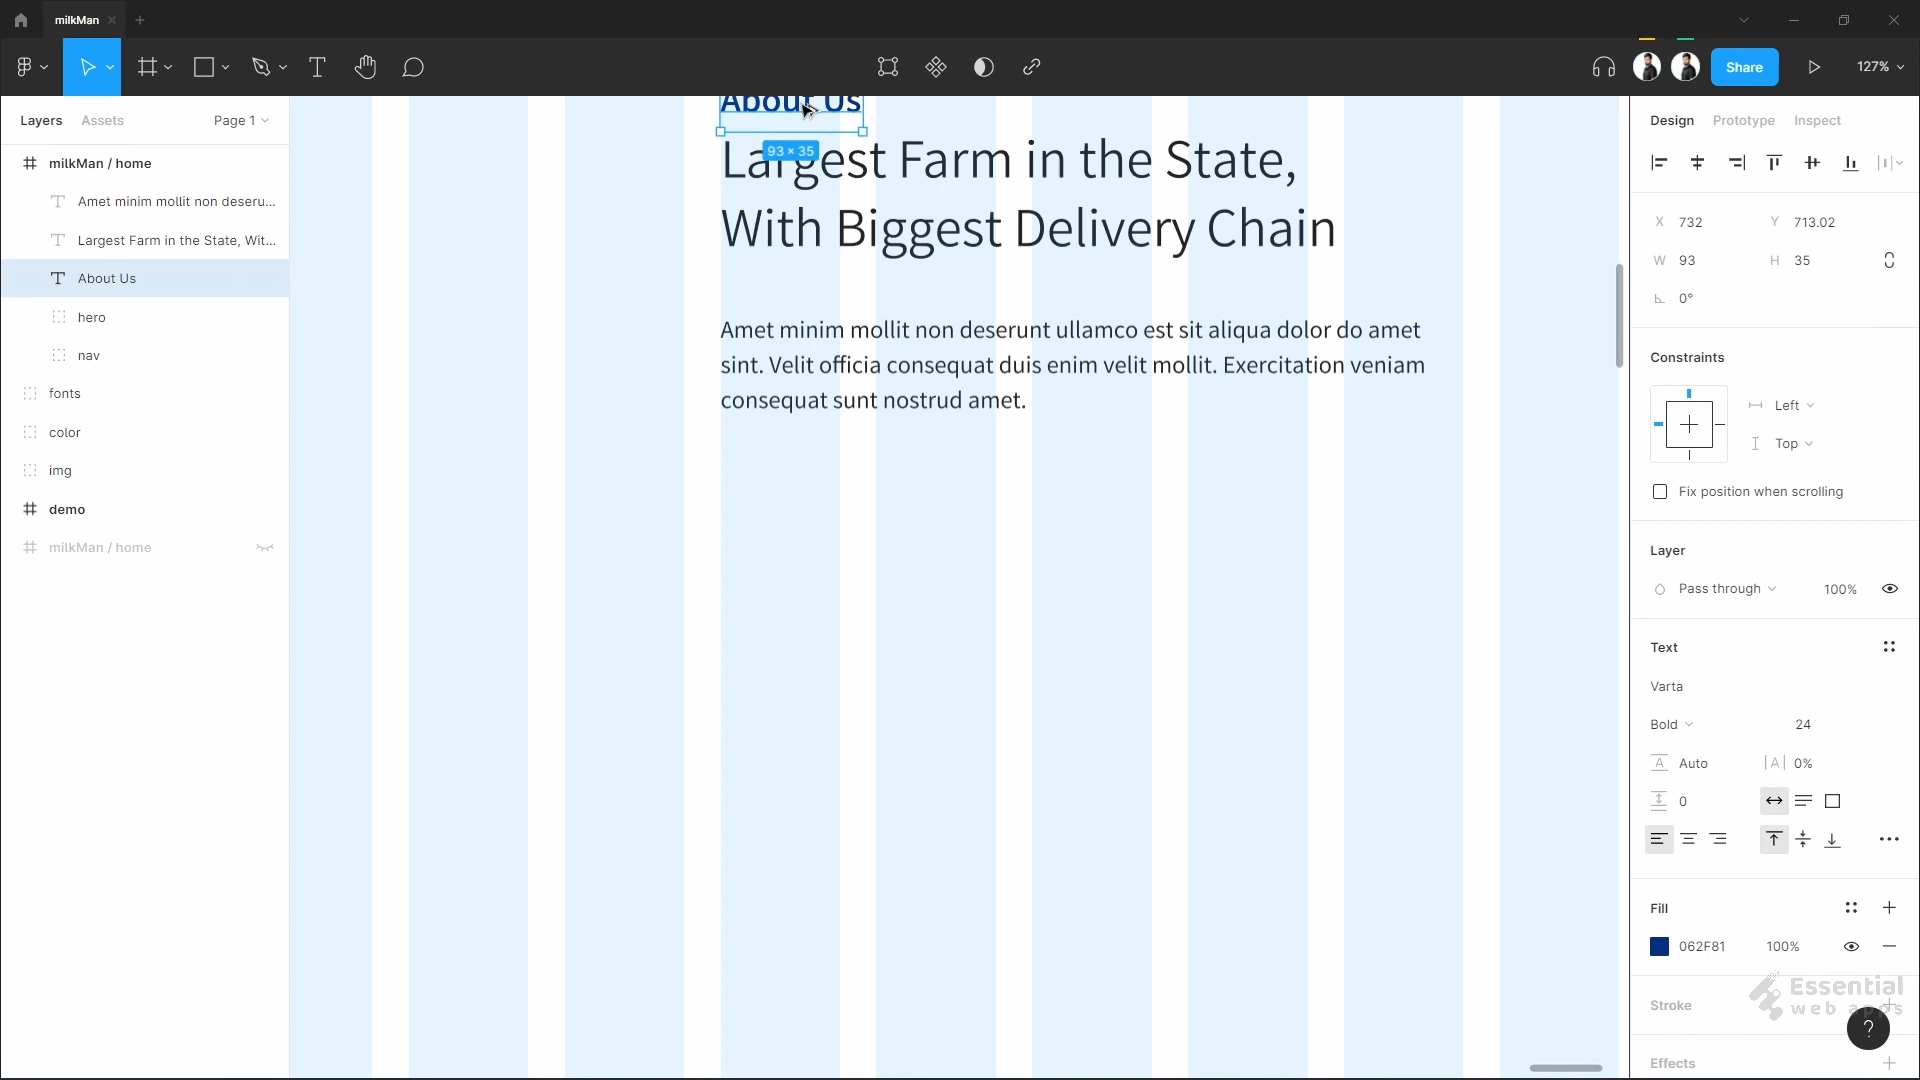 milkMan
Share
127%
Layers
Assets
Page 1
milkMan / home
Amet minim mollit non deseru...
Largest Farm in the State, Wit...
About Us
hero
nav
fonts
color
img
demo
milkMan / home
About Us
93 × 35
Largest Farm in the State,
With Biggest Delivery Chain
Amet minim mollit non deserunt ullamco est sit aliqua dolor do amet
sint. Velit officia consequat duis enim velit mollit. Exercitation veniam
consequat sunt nostrud amet.
Design
Prototype
Inspect
X 732
Y 713.02
W 93
H 35
0°
Constraints
Left
Top
Fix position when scrolling
Layer
Pass through
100%
Text
Varta
Bold
24
A Auto
|A| 0%
0
Fill
062F81
100%
Essential
web apps
Stroke
?
Effects